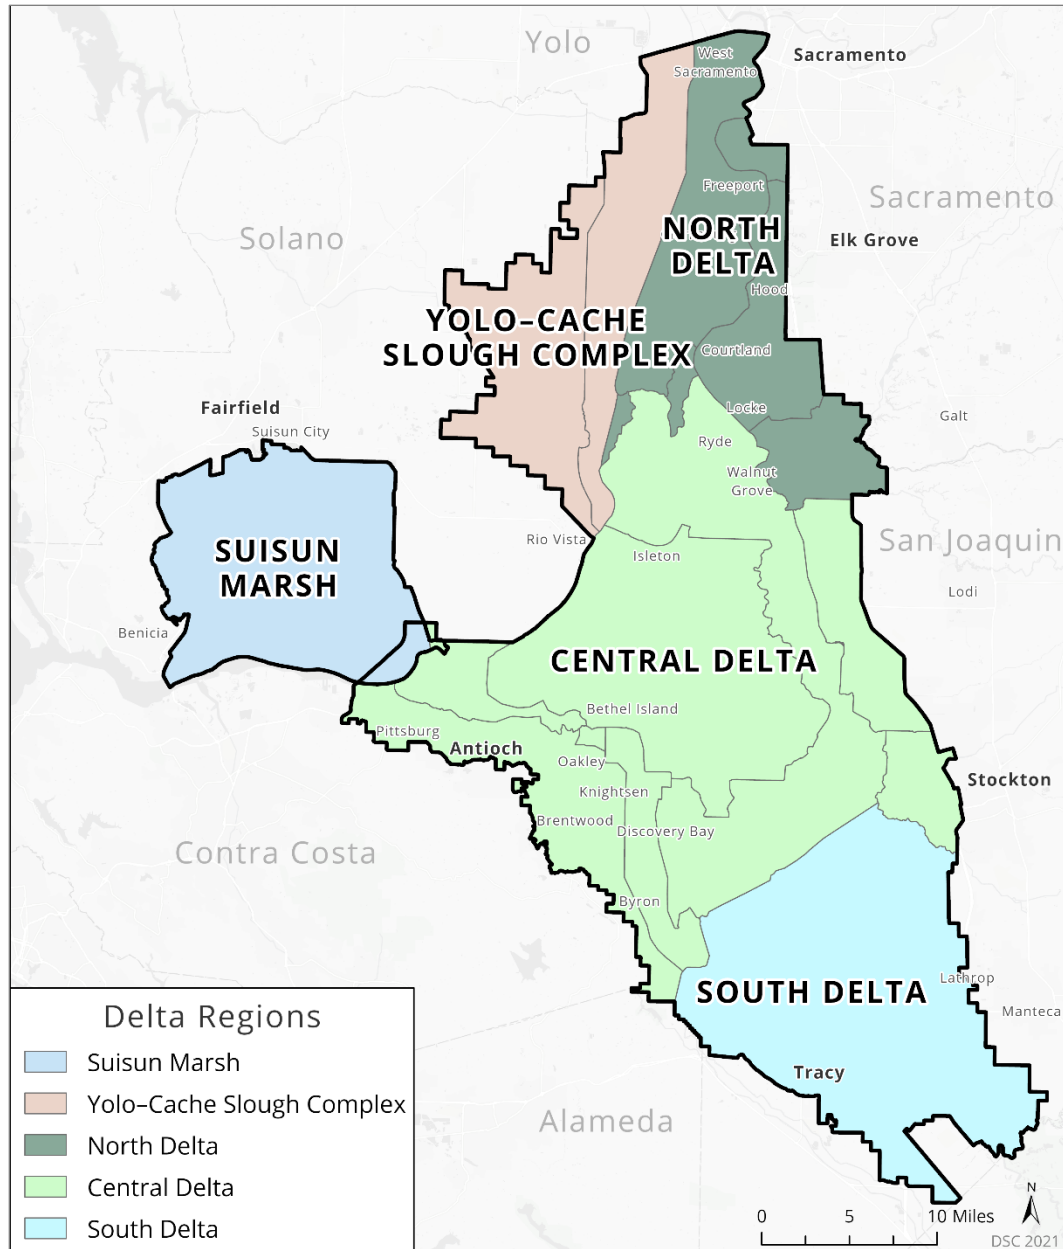 Yolo
West
Sacramento
Sacramento
Freeport
Sacramento
Solano
NORTH
DELTA
Elk Grove
Hood
YOLO–CACHE
SLOUGH COMPLEX
Courtland
Fairfield
Suisun City
Locke
Galt
Ryde
Walnut
Grove
SUISUN
MARSH
Rio Vista
Isleton
San Joaquin
Lodi
Benicia
CENTRAL DELTA
Bethel Island
Pittsburg
Antioch
Oakley
Stockton
Knightsen
Brentwood
Discovery Bay
Contra Costa
Byron
Lathrop
SOUTH DELTA
Manteca
Tracy
Alameda
Delta Regions
Suisun Marsh
Yolo–Cache Slough Complex
North Delta
Central Delta
South Delta
N
0 5 10 Miles
DSC 2021